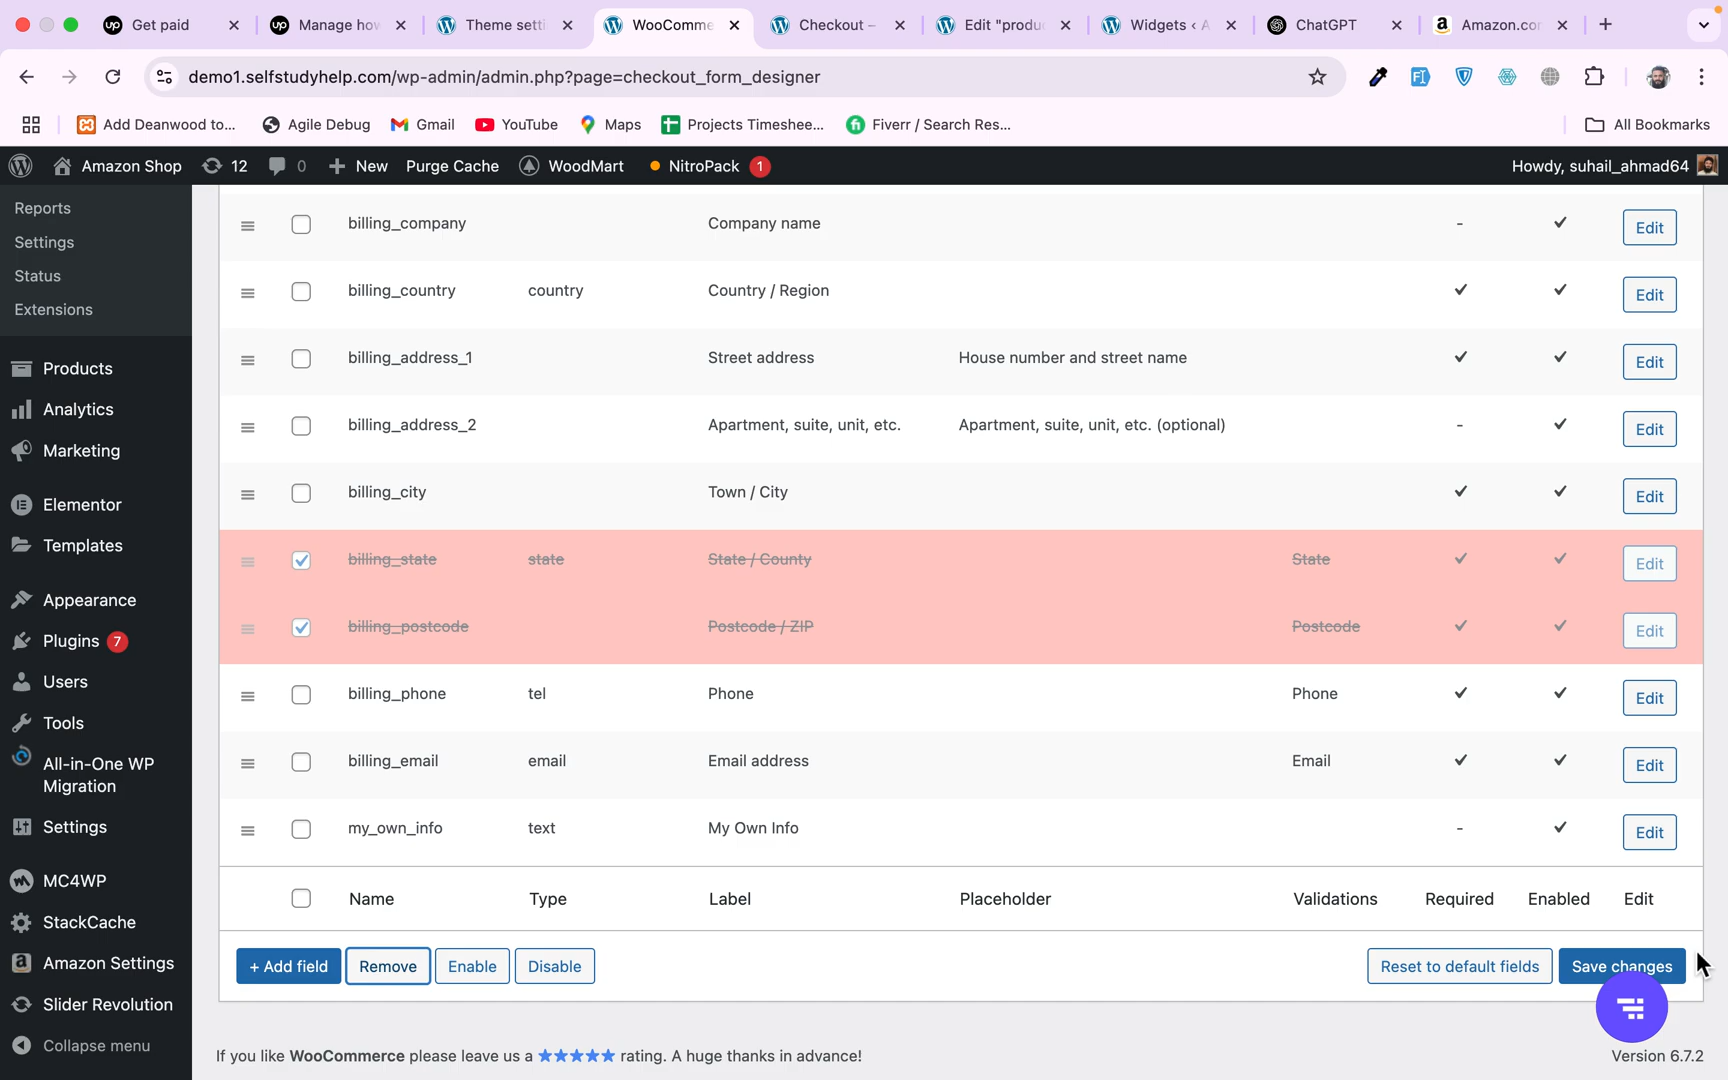 Get paid
Manage how
Theme setti
WooComme
Checkout –
Edit "produ
Widgets ‹ A
ChatGPT
Amazon.co
demo1.selfstudyhelp.com/wp-admin/admin.php?page=checkout_form_designer
Add Deanwood to...
Agile Debug
Gmail
YouTube
Maps
Projects Timeshee...
Fiverr / Search Res...
All Bookmarks
Amazon Shop
12
0
New
Purge Cache
WoodMart
NitroPack
1
Howdy, suhail_ahmad64
Reports
Settings
Status
Extensions
Products
Analytics
Marketing
Elementor
Templates
Appearance
Plugins 7
Users
Tools
All-in-One WP
Migration
Settings
MC4WP
StackCache
Amazon Settings
Slider Revolution
Collapse menu
billing_company Company name - Edit
billing_country country Country / Region Edit
billing_address_1 Street address House number and street name Edit
billing_address_2 Apartment, suite, unit, etc. Apartment, suite, unit, etc. (optional) - Edit
billing_city Town / City Edit
billing_state state State / County State Edit
billing_postcode Postcode / ZIP Postcode Edit
billing_phone tel Phone Phone Edit
billing_email email Email address Email Edit
my_own_info text My Own Info - Edit
Name Type Label Placeholder Validations Required Enabled Edit
+ Add field Remove Enable Disable Reset to default fields Save changes
If you like WooCommerce please leave us a ★★★★★ rating. A huge thanks in advance!
Version 6.7.2